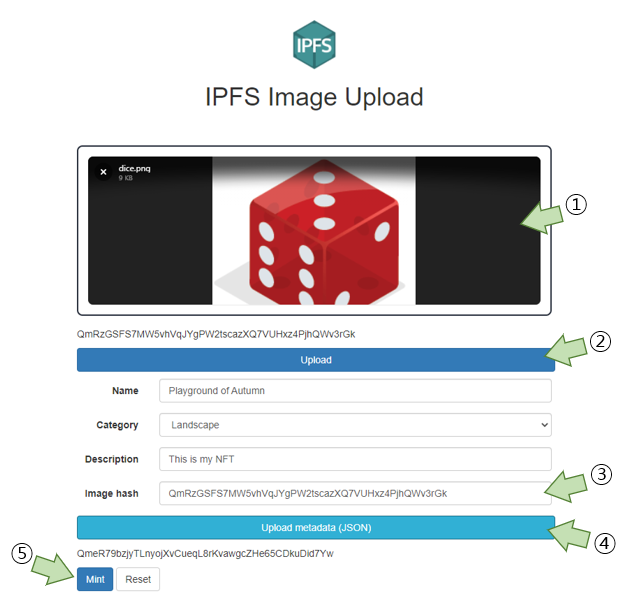 IPFS
IPFS Image Upload
dice.png
9 KB
①
QmRzGSFS7MW5vhVqJYgPW2tscazXQ7VUHxz4PjhQWv3rGk
②
Upload
Name Playground of Autumn
Category Landscape
Description This is my NFT
③
Image hash QmRzGSFS7MW5vhVqJYgPW2tscazXQ7VUHxz4PjhQWv3rGk
Upload metadata (JSON)
④
QmeR79bzjyTLnyojXvCueqL8rKvawgcZHe65CDkuDid7Yw
⑤
Mint Reset